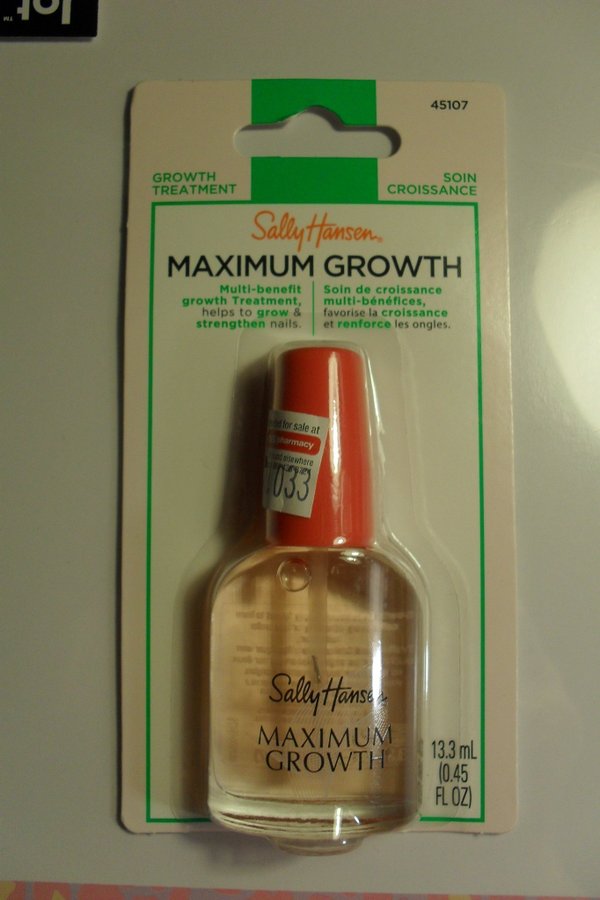 Jot™
45107
GROWTH
TREATMENT
SOIN
CROISSANCE
Sally Hansen®
MAXIMUM GROWTH
Multi-benefit
growth Treatment,
helps to grow &
strengthen nails.
Soin de croissance
multi-bénéfices,
favorise la croissance
et renforce les ongles.
for sale at
pharmacy
elsewhere
033
Sally Hansen
MAXIMUM
GROWTH
13.3 mL
(0.45
FL OZ)